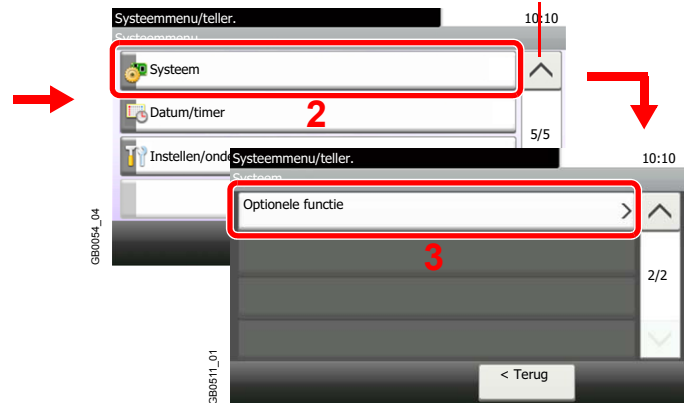 Systeemmenu/teller.
10:10
Systeemmenu
Systeem
Datum/timer
2
5/5
Instellen/onde
GB0054_04
Systeemmenu/teller.
10:10
Systeem
Optionele functie
3
2/2
< Terug
GB0511_01